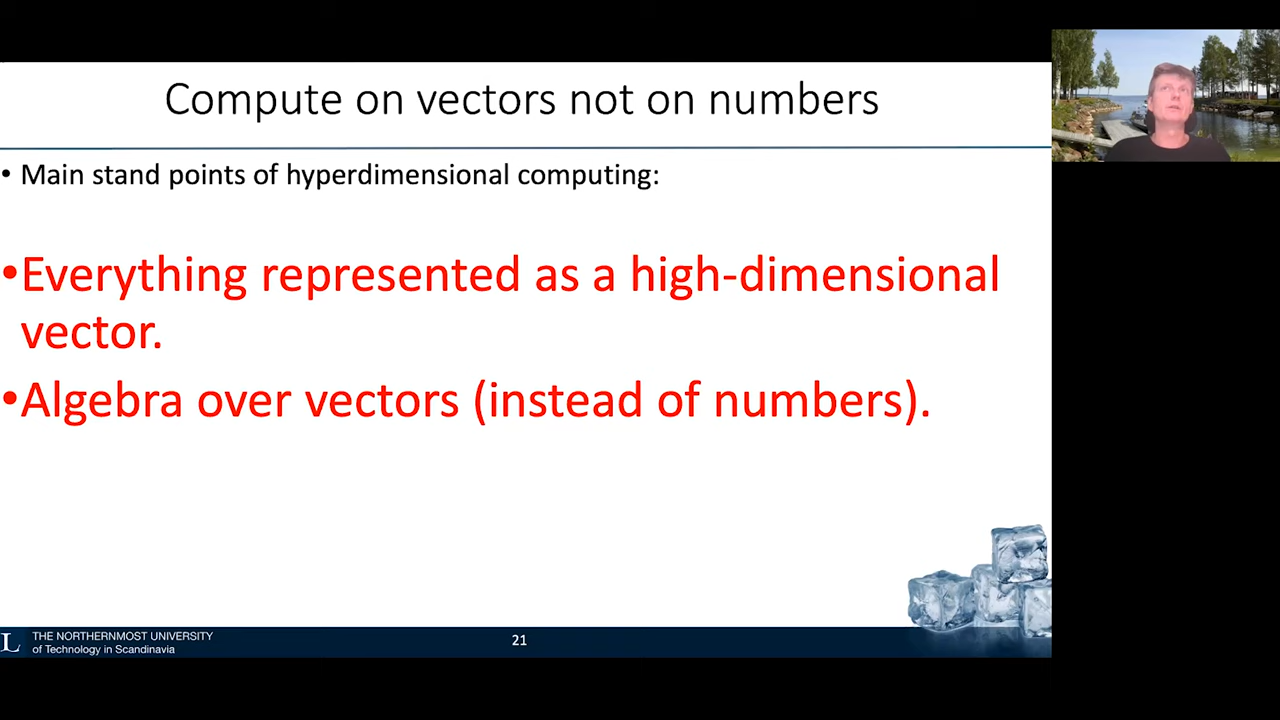 Compute on vectors not on numbers
• Main stand points of hyperdimensional computing:
•Everything represented as a high-dimensional
vector.
•Algebra over vectors (instead of numbers).
L THE NORTHERNMOST UNIVERSITY
of Technology in Scandinavia
21